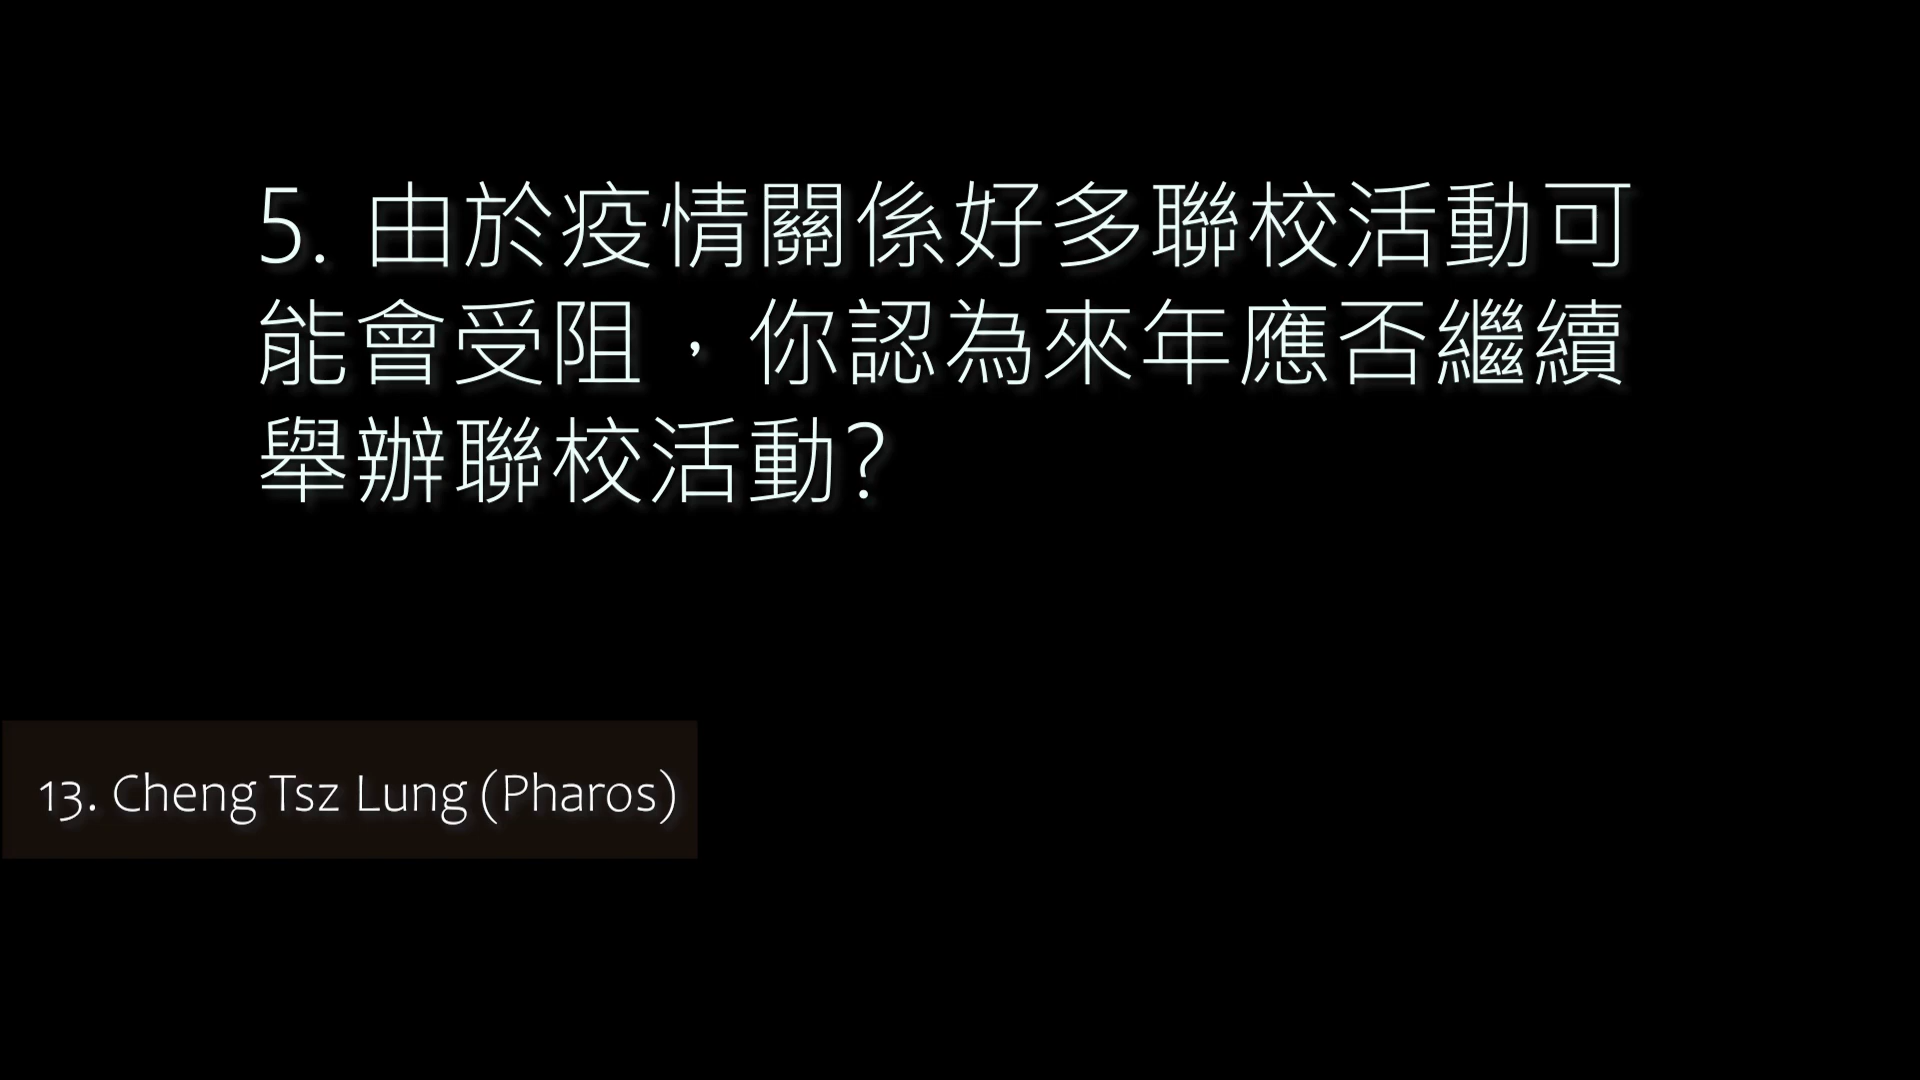 5. 由於疫情關係好多聯校活動可
能會受阻，你認為來年應否繼續
舉辦聯校活動?
13. Cheng Tsz Lung (Pharos)